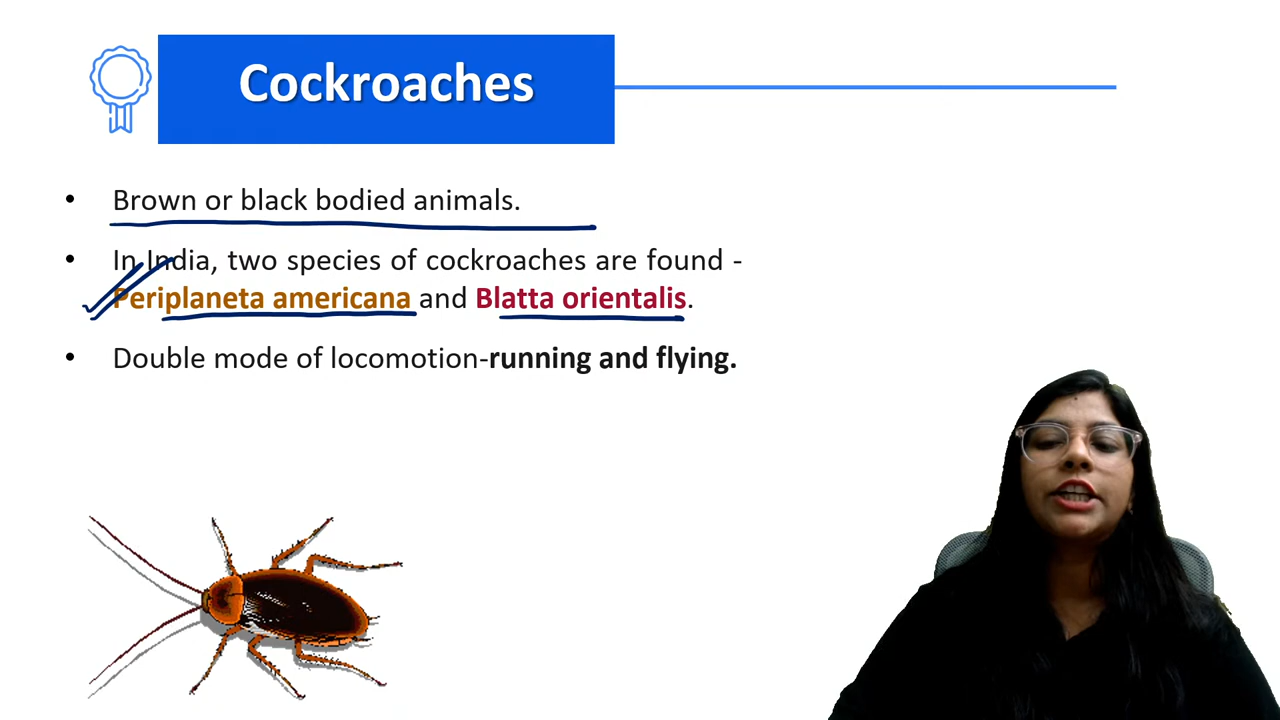 Cockroaches
• Brown or black bodied animals.
• In India, two species of cockroaches are found -
Periplaneta americana and Blatta orientalis.
• Double mode of locomotion-running and flying.